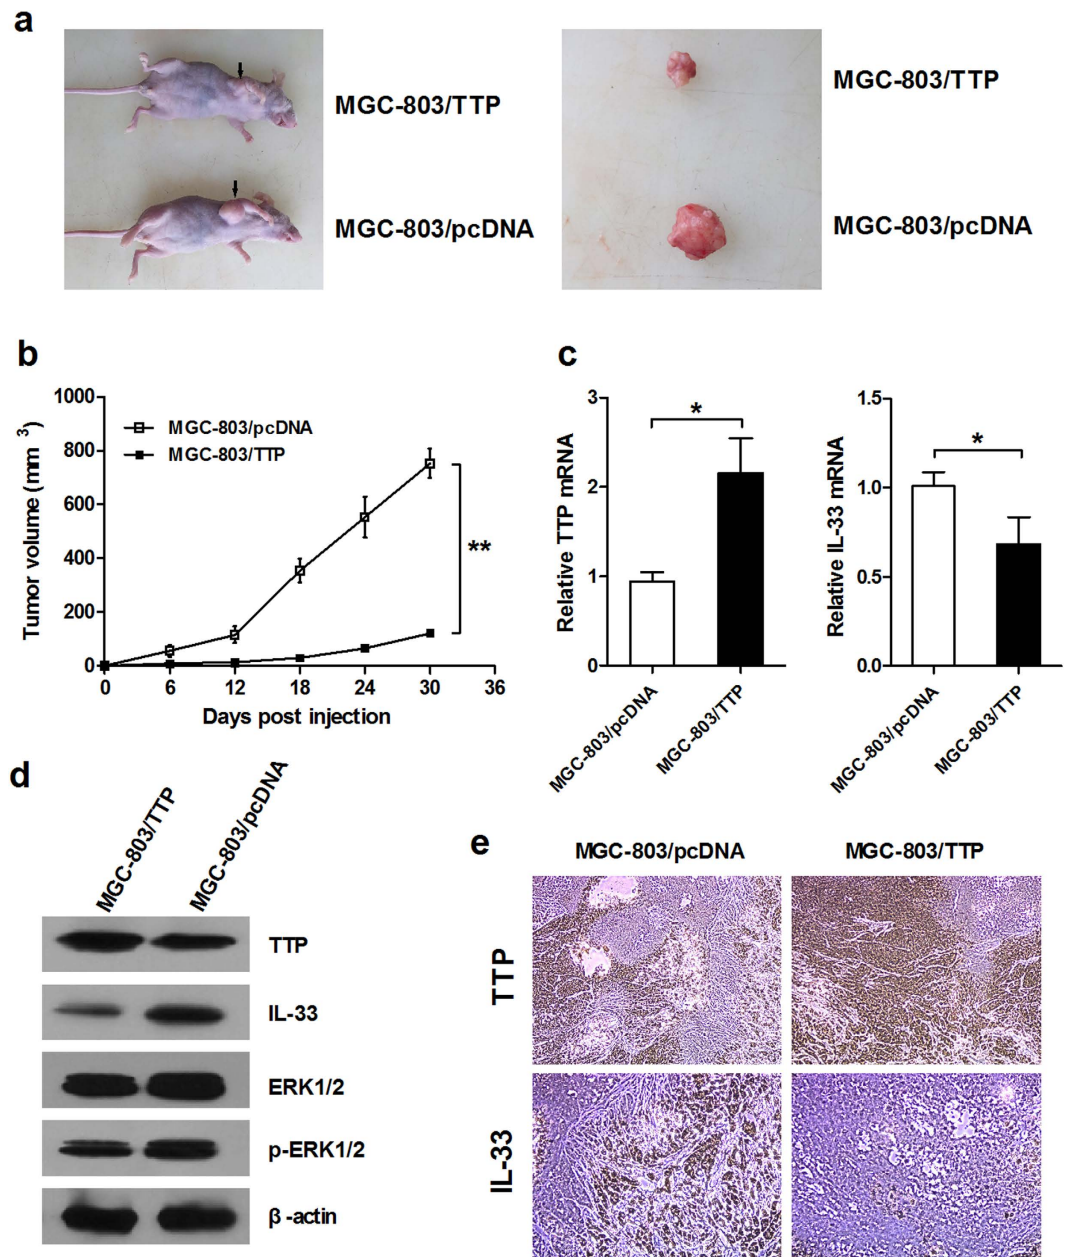 a
MGC-803/TTP
MGC-803/pcDNA
MGC-803/TTP
MGC-803/pcDNA
b
Tumor volume (mm 3)
1000
800
600
400
200
0
MGC-803/pcDNA
MGC-803/TTP
**
0 6 12 18 24 30 36
Days post injection
c
Relative TTP mRNA
3
2
1
0
*
MGC-803/pcDNA
MGC-803/TTP
Relative IL-33 mRNA
1.5
1.0
0.5
0.0
*
MGC-803/pcDNA
MGC-803/TTP
d
MGC-803/TTP
MGC-803/pcDNA
TTP
IL-33
ERK1/2
p-ERK1/2
β-actin
e
MGC-803/pcDNA
MGC-803/TTP
TTP
IL-33